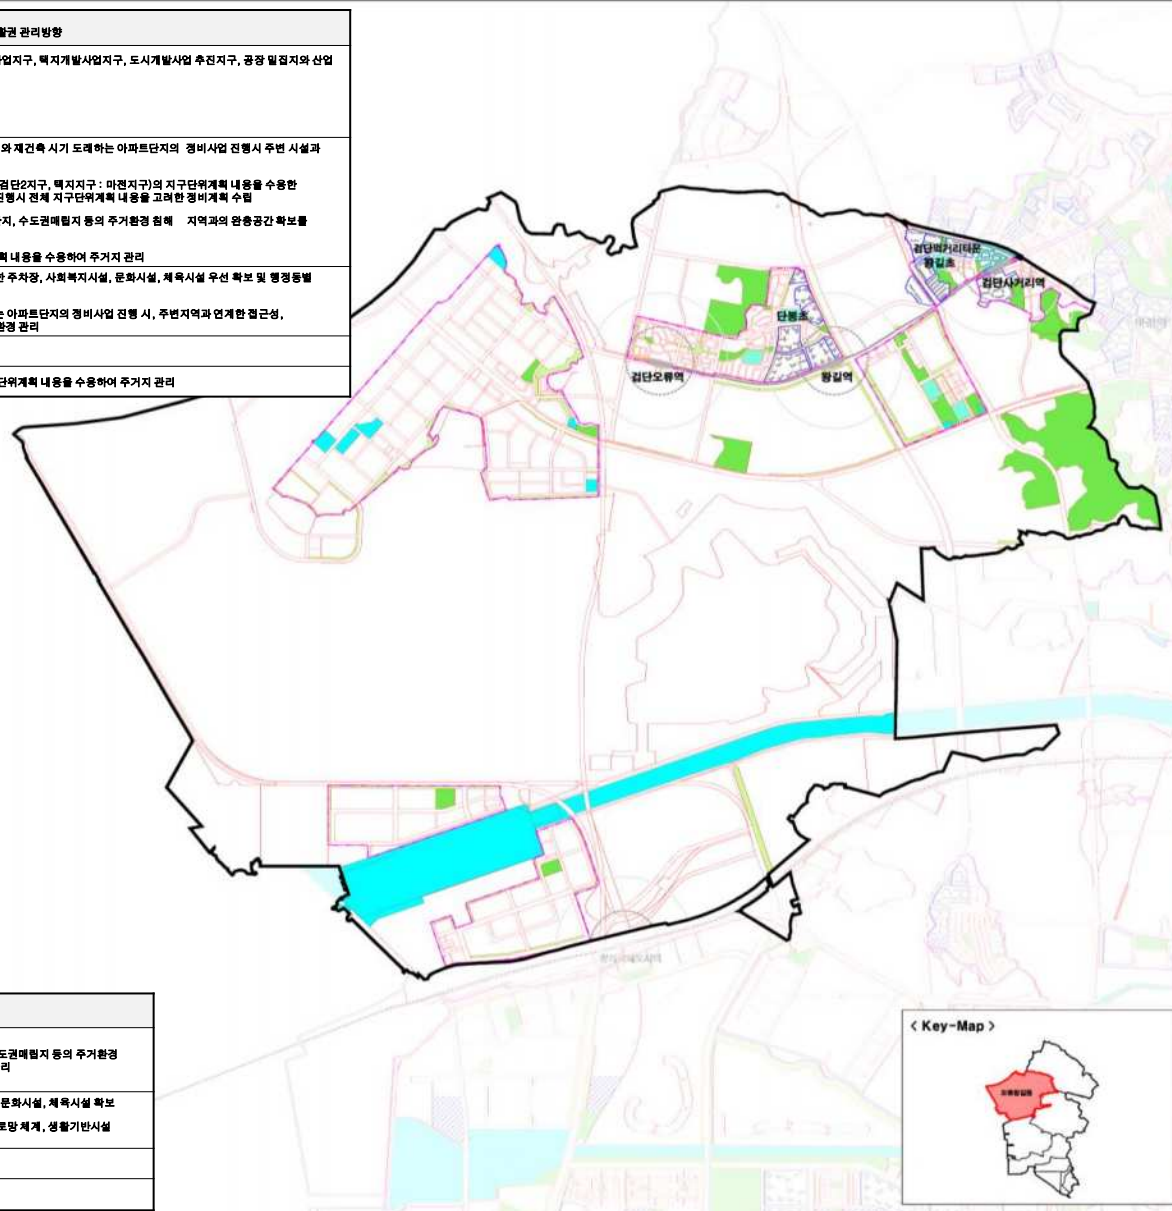 활권 관리방향
사업지구, 택지개발사업지구, 도시개발사업 추진지구, 공장 밀집지와 산업
와 재건축 시기 도래하는 아파트단지의 정비사업 진행시 주변 시설과
검단2지구, 택지지구 : 마전지구)의 지구단위계획 내용을 수용한
진행시 전체 지구단위계획 내용을 고려한 정비계획 수립
지, 수도권매립지 등의 주거환경 침해 지역과의 완충공간 확보를
획 내용을 수용하여 주거지 관리
한 주차장, 사회복지시설, 문화시설, 체육시설 우선 확보 및 행정동별
는 아파트단지의 정비사업 진행 시, 주변지역과 연계한 접근성,
환경 관리
단위계획 내용을 수용하여 주거지 관리
검단먹거리타운
왕길초
검단사거리역
마전역
단봉초
검단오류역
왕길역
도권매립지 등의 주거환경
리
문화시설, 체육시설 확보
로망 체계, 생활기반시설
< Key-Map >
오류왕길동